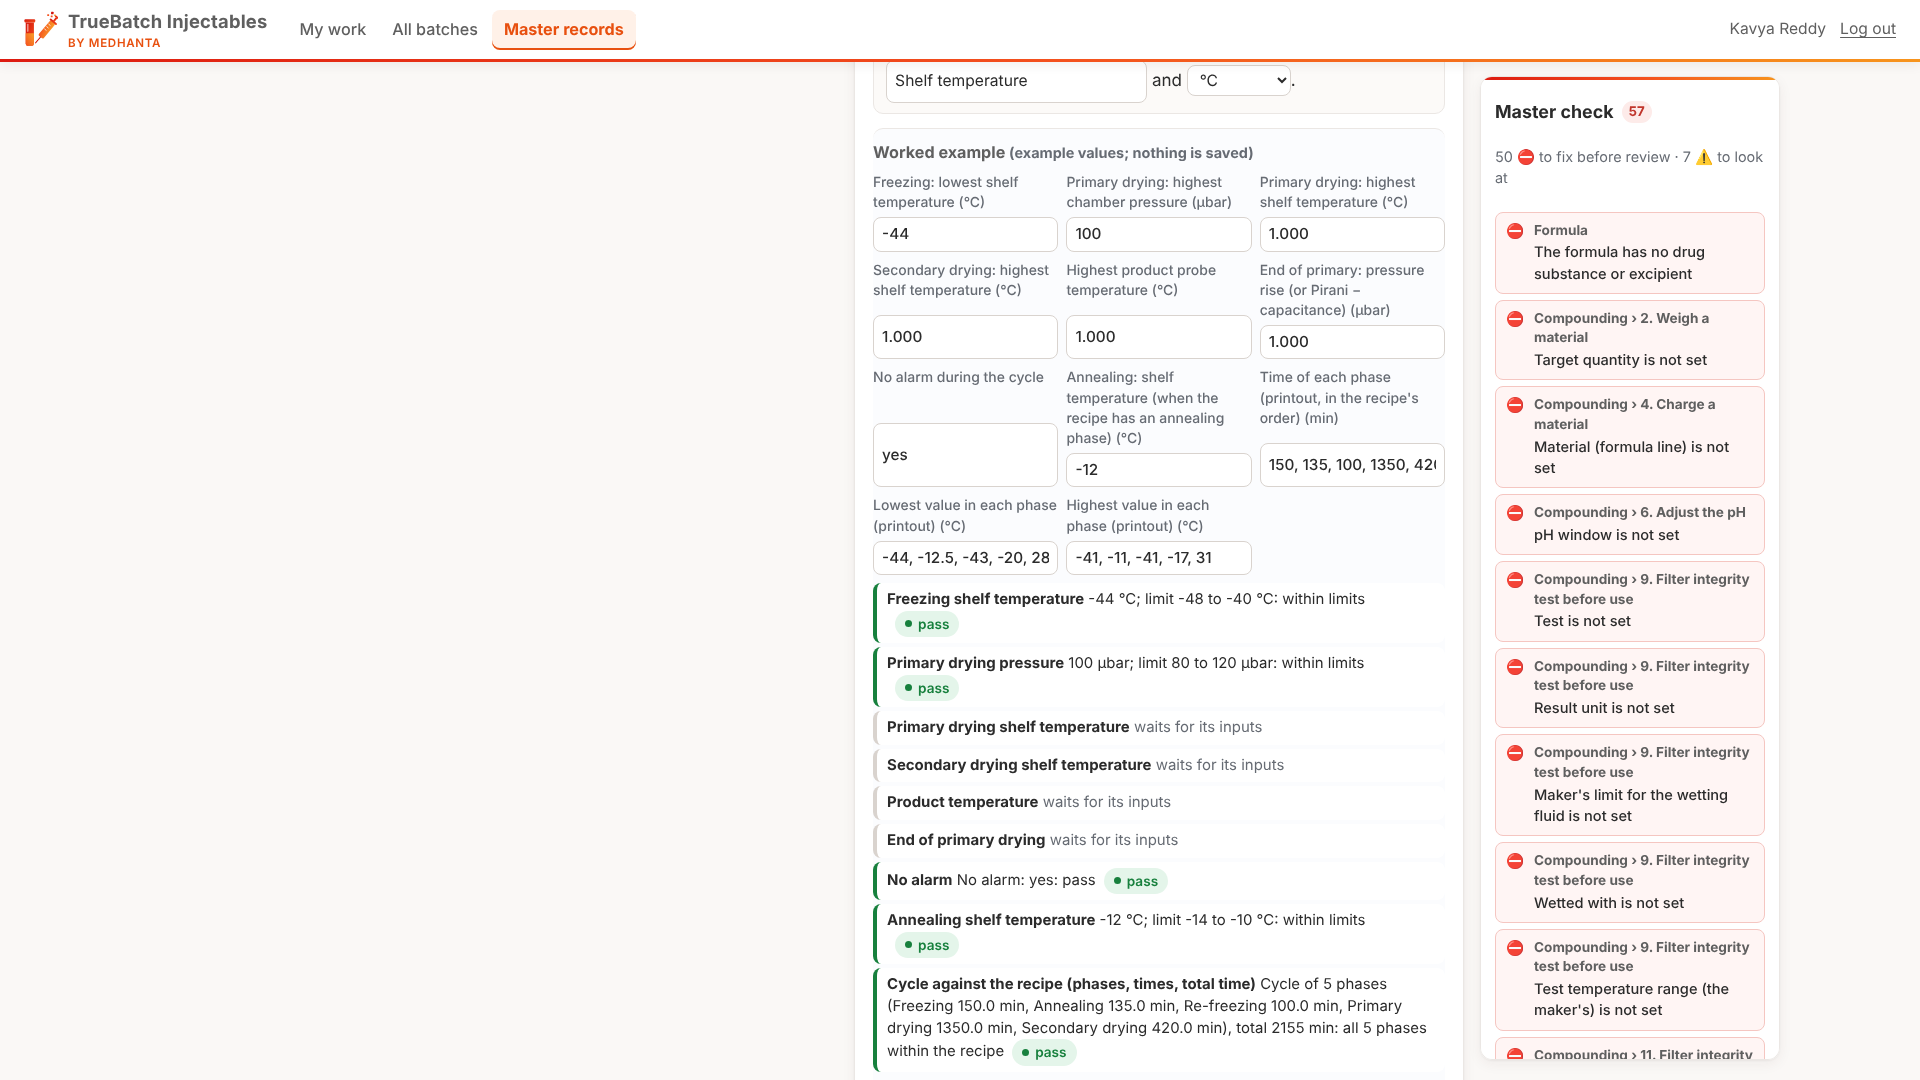 TrueBatch Injectables
BY MEDHANTA
My work
All batches
Master records
Kavya Reddy
Log out
Shelf temperature
and
°C
.
Worked example (example values; nothing is saved)
Freezing: lowest shelf
temperature (°C)
-44
Primary drying: highest
chamber pressure (µbar)
100
Primary drying: highest
shelf temperature (°C)
1.000
Secondary drying: highest
shelf temperature (°C)
1.000
Highest product probe
temperature (°C)
1.000
End of primary: pressure
rise (or Pirani −
capacitance) (µbar)
1.000
No alarm during the cycle
yes
Annealing: shelf
temperature (when the
recipe has an annealing
phase) (°C)
-12
Time of each phase
(printout, in the recipe's
order) (min)
150, 135, 100, 1350, 420
Lowest value in each phase
(printout) (°C)
-44, -12.5, -43, -20, 28
Highest value in each
phase (printout) (°C)
-41, -11, -41, -17, 31
Freezing shelf temperature -44 °C; limit -48 to -40 °C: within limits
pass
Primary drying pressure 100 µbar; limit 80 to 120 µbar: within limits
pass
Primary drying shelf temperature waits for its inputs
Secondary drying shelf temperature waits for its inputs
Product temperature waits for its inputs
End of primary drying waits for its inputs
No alarm No alarm: yes: pass pass
Annealing shelf temperature -12 °C; limit -14 to -10 °C: within limits
pass
Cycle against the recipe (phases, times, total time) Cycle of 5 phases
(Freezing 150.0 min, Annealing 135.0 min, Re-freezing 100.0 min, Primary
drying 1350.0 min, Secondary drying 420.0 min), total 2155 min: all 5 phases
within the recipe pass
Master check 57
50 ⛔ to fix before review · 7 ⚠️ to look
at
Formula
The formula has no drug
substance or excipient
Compounding › 2. Weigh a
material
Target quantity is not set
Compounding › 4. Charge a
material
Material (formula line) is not
set
Compounding › 6. Adjust the pH
pH window is not set
Compounding › 9. Filter integrity
test before use
Test is not set
Compounding › 9. Filter integrity
test before use
Result unit is not set
Compounding › 9. Filter integrity
test before use
Maker's limit for the wetting
fluid is not set
Compounding › 9. Filter integrity
test before use
Wetted with is not set
Compounding › 9. Filter integrity
test before use
Test temperature range (the
maker's) is not set
Compounding › 11. Filter integrity